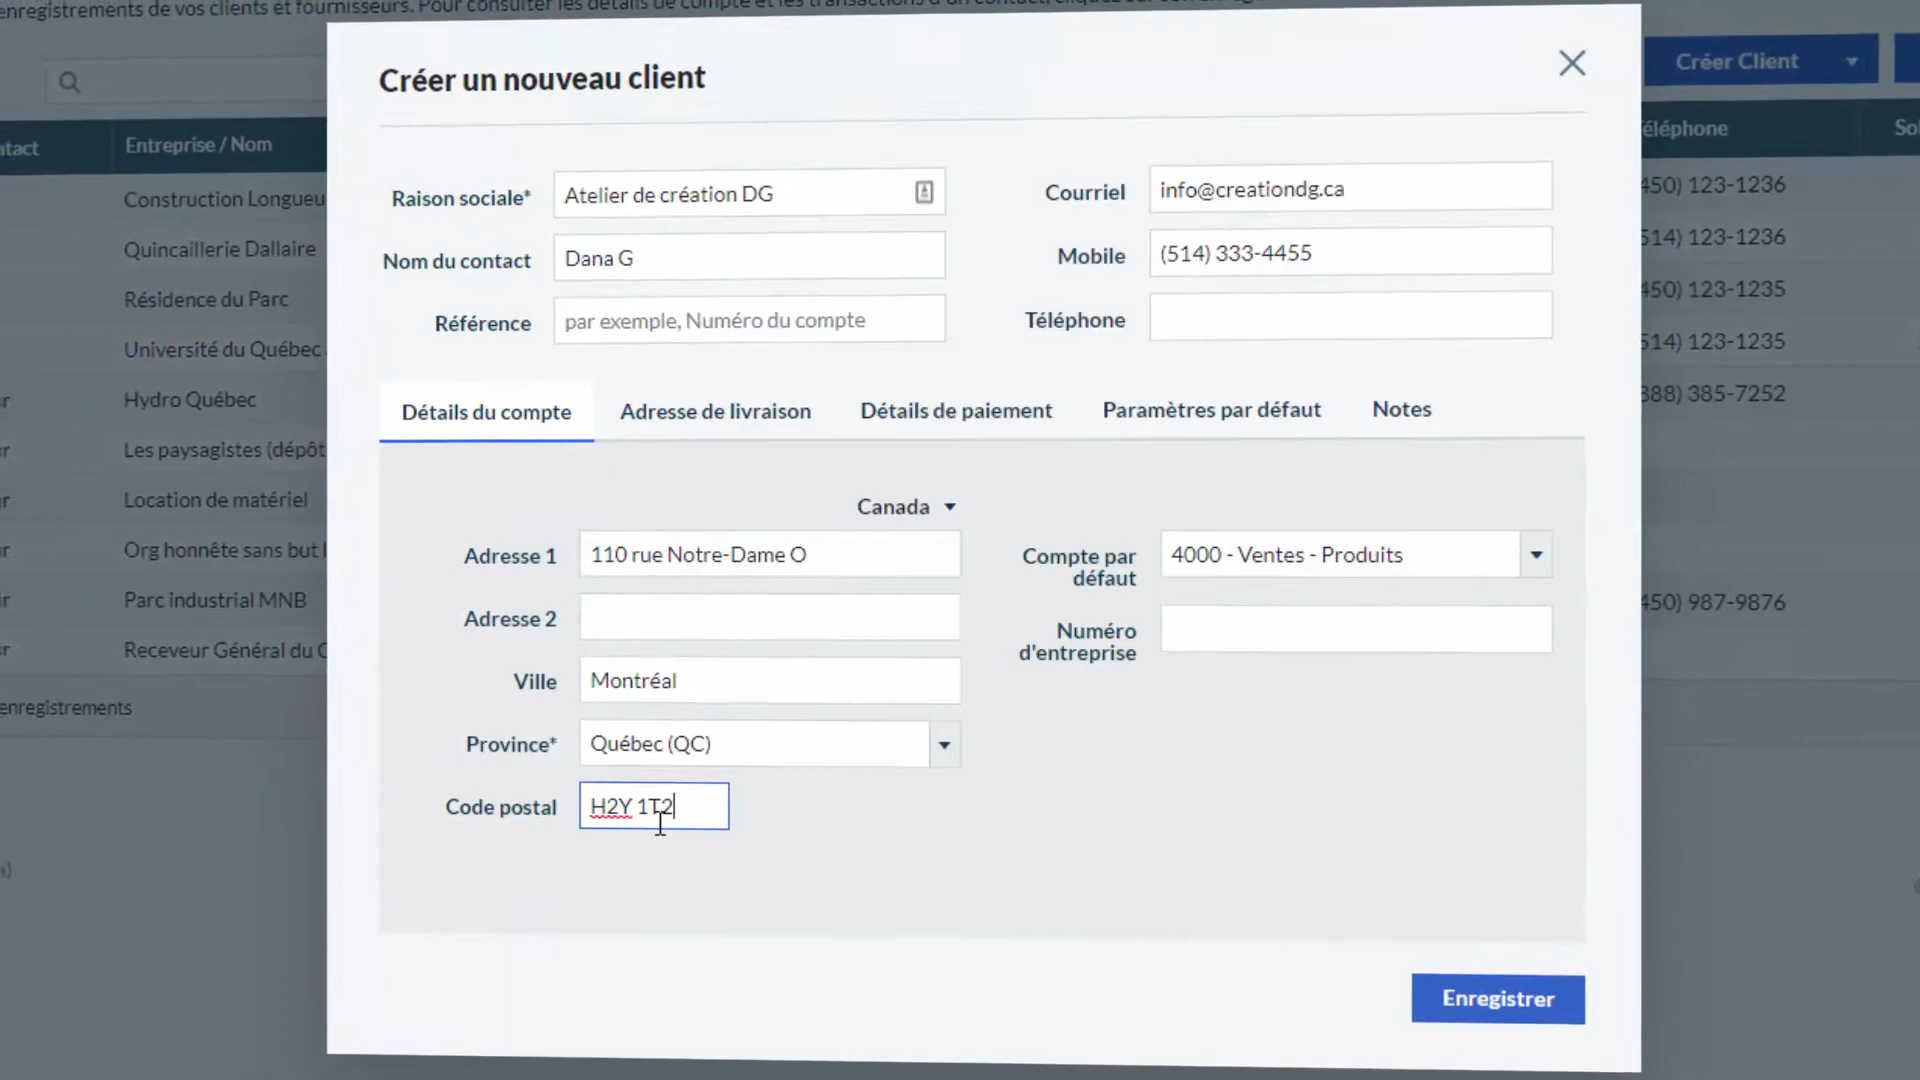 enregistrements de vos clients et fournisseurs. Pour consulter les détails de compte et les transactions d'un contact,
Créer un nouveau client
Créer Client
ntact
Entreprise / Nom
éléphone
Sol
Raison sociale*
Atelier de création DG
Courriel
info@creationdg.ca
Nom du contact
Dana G
Mobile
(514) 333-4455
Référence
par exemple, Numéro du compte
Téléphone
Construction Longueu
450) 123-1236
Quincaillerie Dallaire
514) 123-1236
Résidence du Parc
450) 123-1235
Université du Québec
514) 123-1235
Hydro Québec
888) 385-7252
Les paysagistes (dépôt
Location de matériel
Org honnête sans but l
Parc industrial MNB
450) 987-9876
Receveur Général du C
enregistrements
Détails du compte
Adresse de livraison
Détails de paiement
Paramètres par défaut
Notes
Canada
Adresse 1
110 rue Notre-Dame O
Compte par
défaut
4000 - Ventes - Produits
Adresse 2
Numéro
d'entreprise
Ville
Montréal
Province*
Québec (QC)
Code postal
H2Y 1T2
Enregistrer